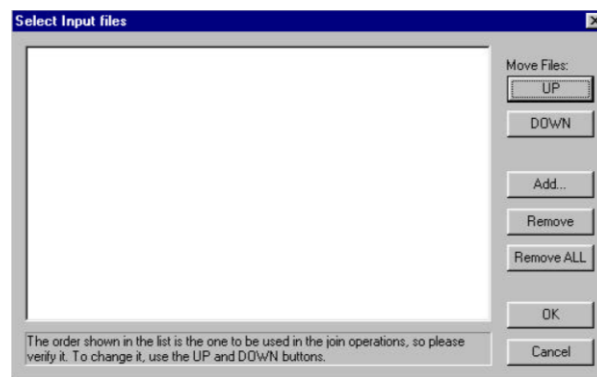 Select Input files
Move Files:
UP
DOWN
Add...
Remove
Remove ALL
OK
Cancel
The order shown in the list is the one to be used in the join operations, so please
verify it. To change it, use the UP and DOWN buttons.